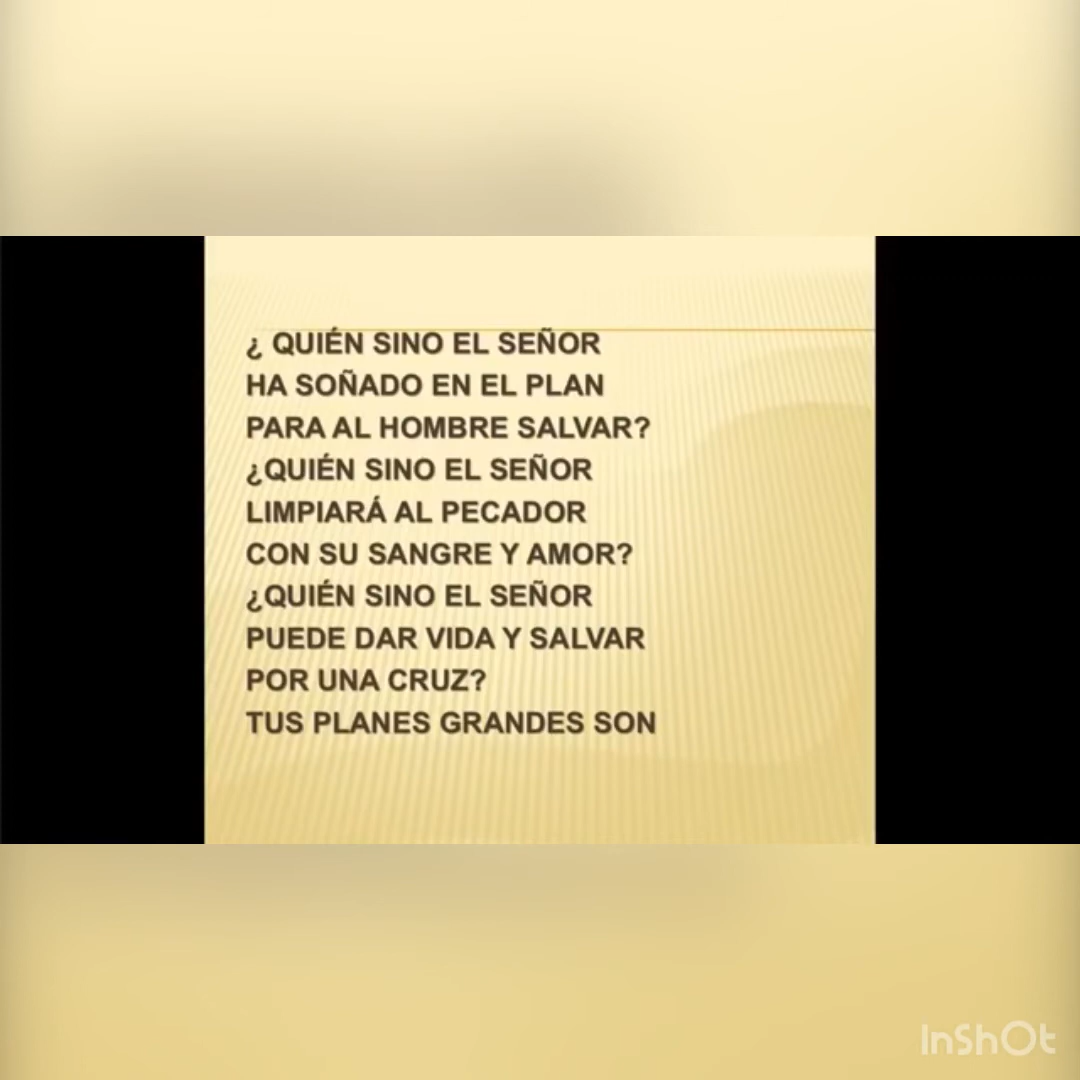 ¿ QUIÉN SINO EL SEÑOR
HA SOÑADO EN EL PLAN
PARA AL HOMBRE SALVAR?
¿QUIÉN SINO EL SEÑOR
LIMPIARÁ AL PECADOR
CON SU SANGRE Y AMOR?
¿QUIÉN SINO EL SEÑOR
PUEDE DAR VIDA Y SALVAR
POR UNA CRUZ?
TUS PLANES GRANDES SON
InShOt